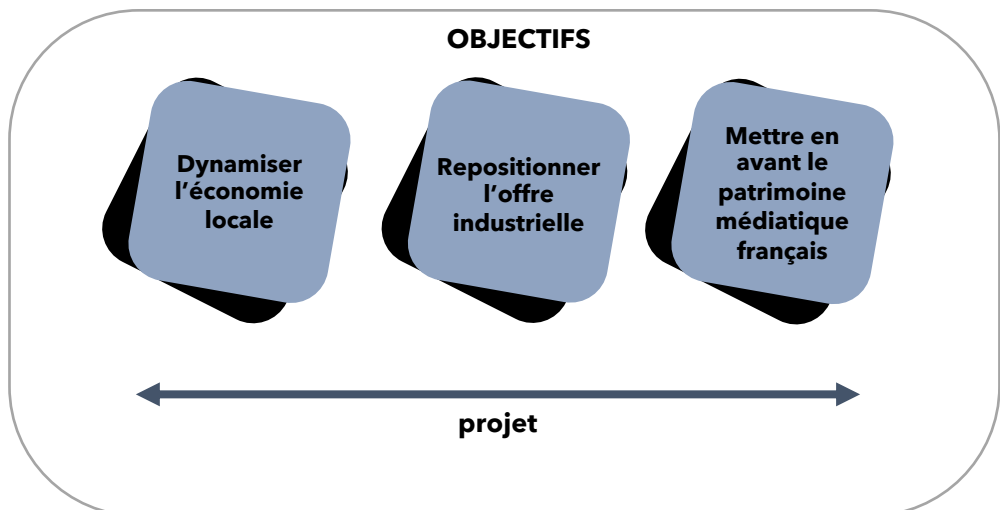 OBJECTIFS
Dynamiser
l’économie
locale
Repositionner
l’offre
industrielle
Mettre en
avant le
patrimoine
médiatique
français
projet